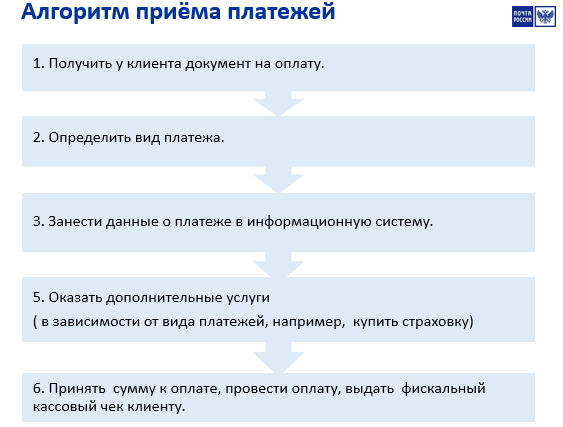 Алгоритм приёма платежей
ПОЧТА
РОССИИ
1. Получить у клиента документ на оплату.
2. Определить вид платежа.
3. Занести данные о платеже в информационную систему.
5. Оказать дополнительные услуги
( в зависимости от вида платежей, например, купить страховку)
6. Принять сумму к оплате, провести оплату, выдать фискальный
кассовый чек клиенту.